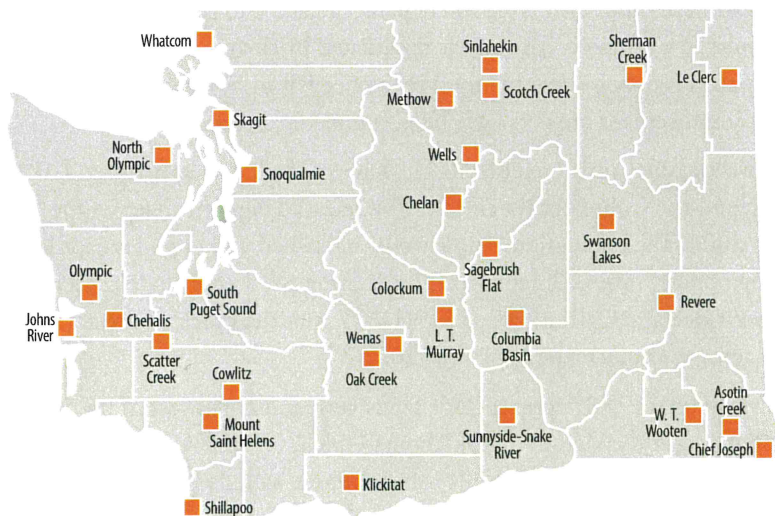 Whatcom
Sinlahekin
Sherman
Creek
Le Clerc
Methow
Scotch Creek
Skagit
North
Olympic
Wells
Snoqualmie
Chelan
Swanson
Lakes
Sagebrush
Flat
Olympic
South
Puget Sound
Colockum
Revere
Johns
River
Chehalis
L. T.
Murray
Columbia
Basin
Wenas
Scatter
Creek
Oak Creek
Cowlitz
Asotin
Creek
Mount
Saint Helens
Sunnyside-Snake
River
W. T.
Wooten
Chief Joseph
Klickitat
Shillapoo